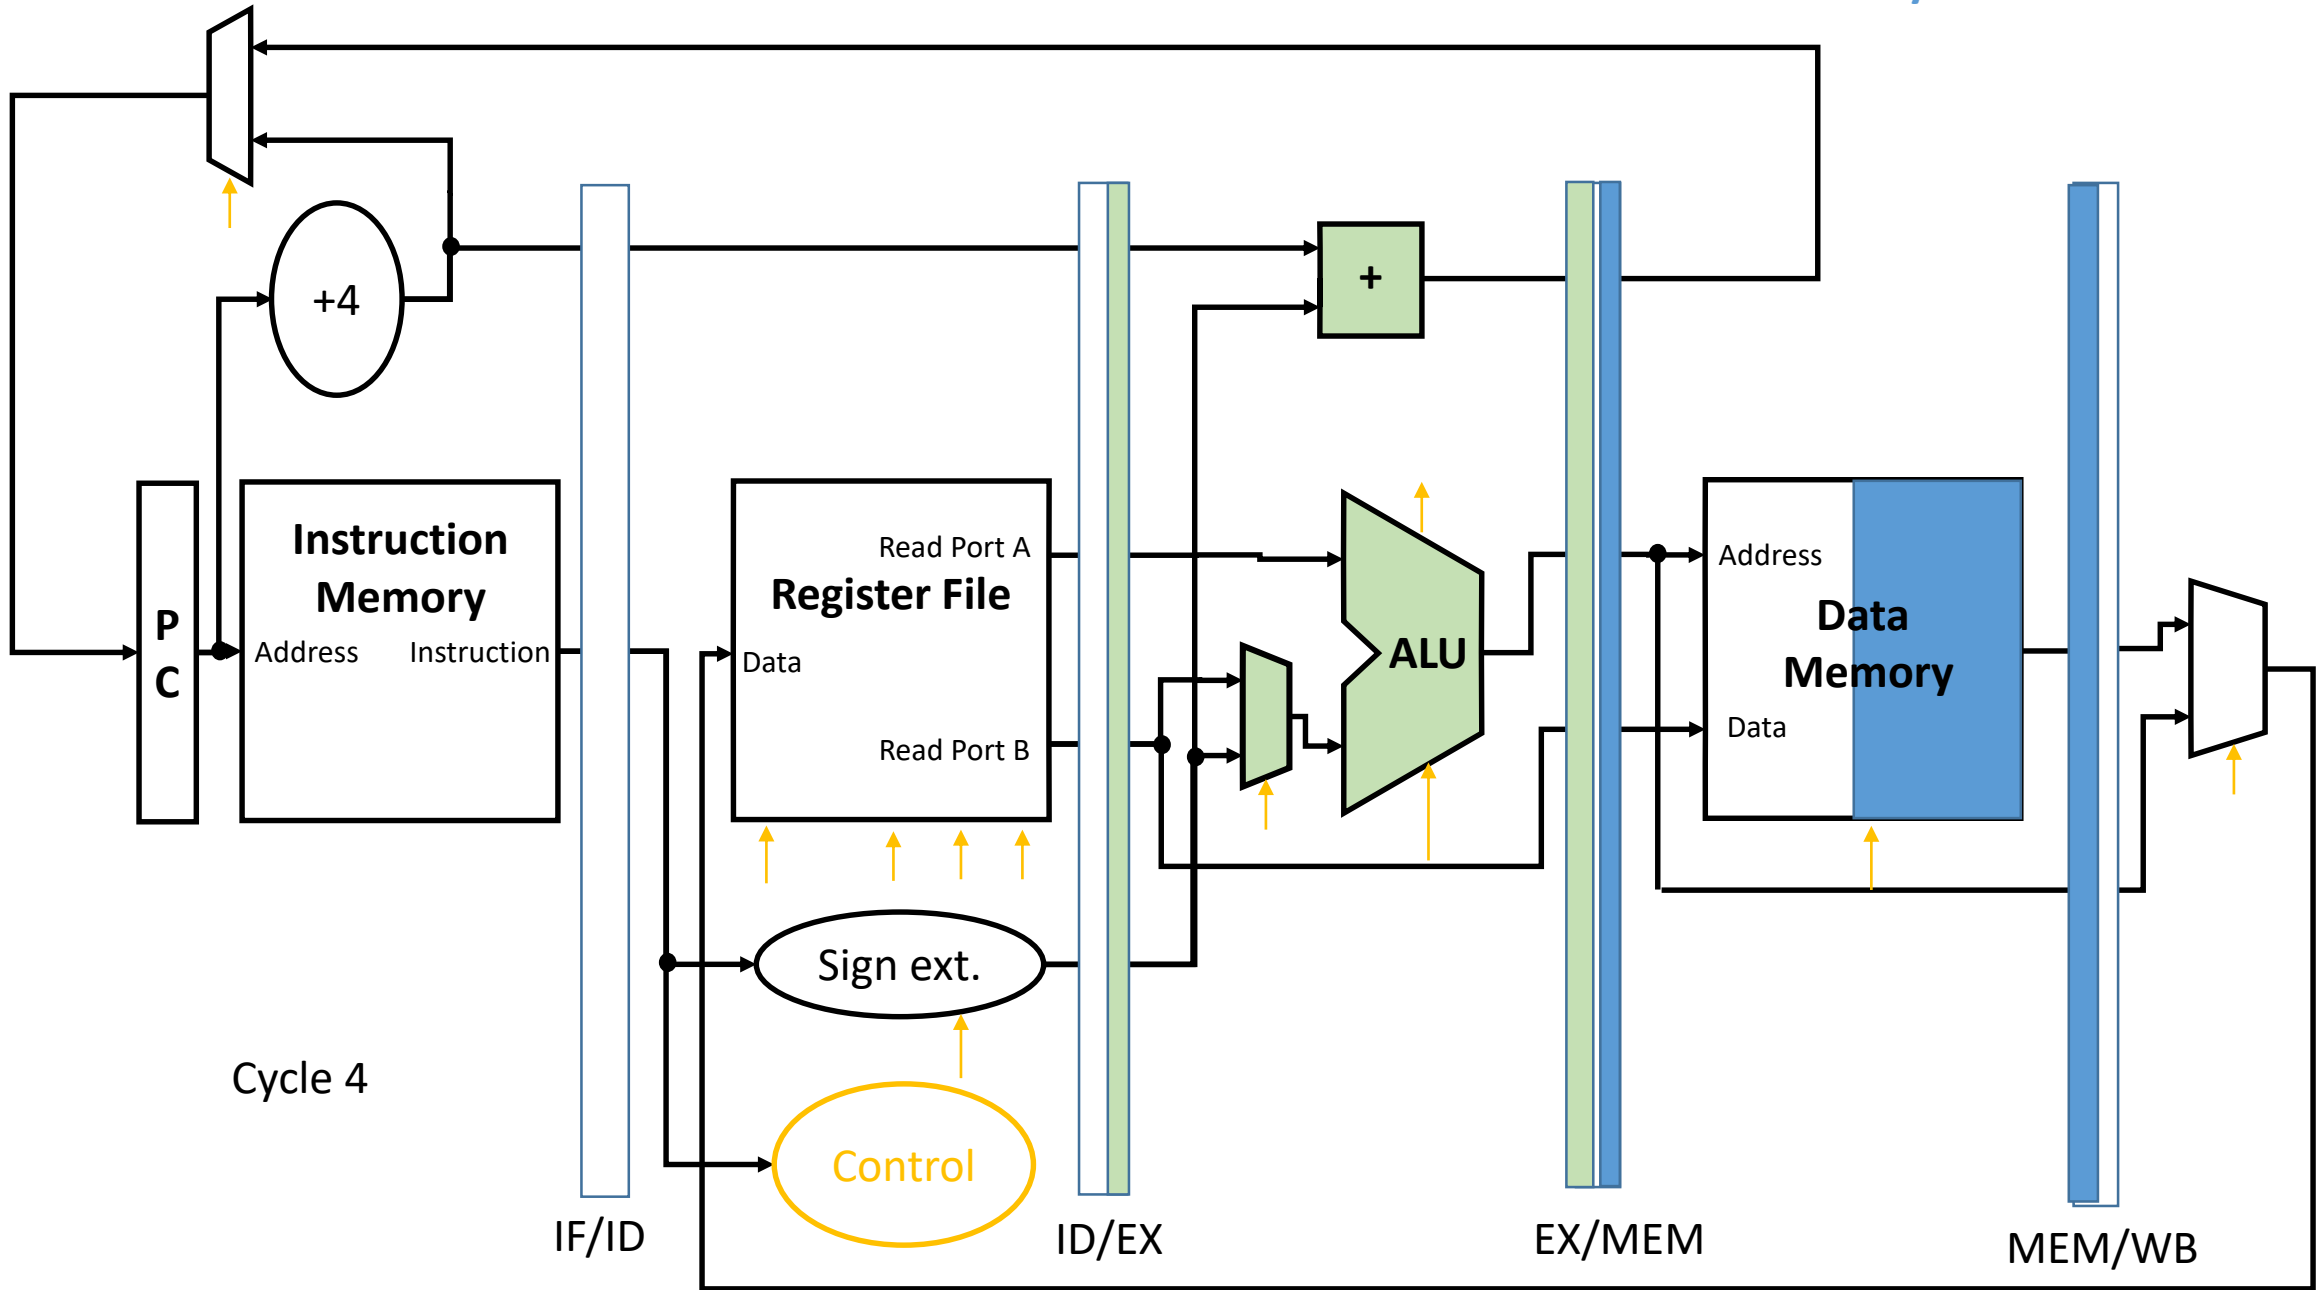 +4
+
P
C
Instruction
Memory
Address
Instruction
Read Port A
Register File
Data
Read Port B
ALU
Address
Data
Memory
Data
Sign ext.
Cycle 4
Control
IF/ID
ID/EX
EX/MEM
MEM/WB